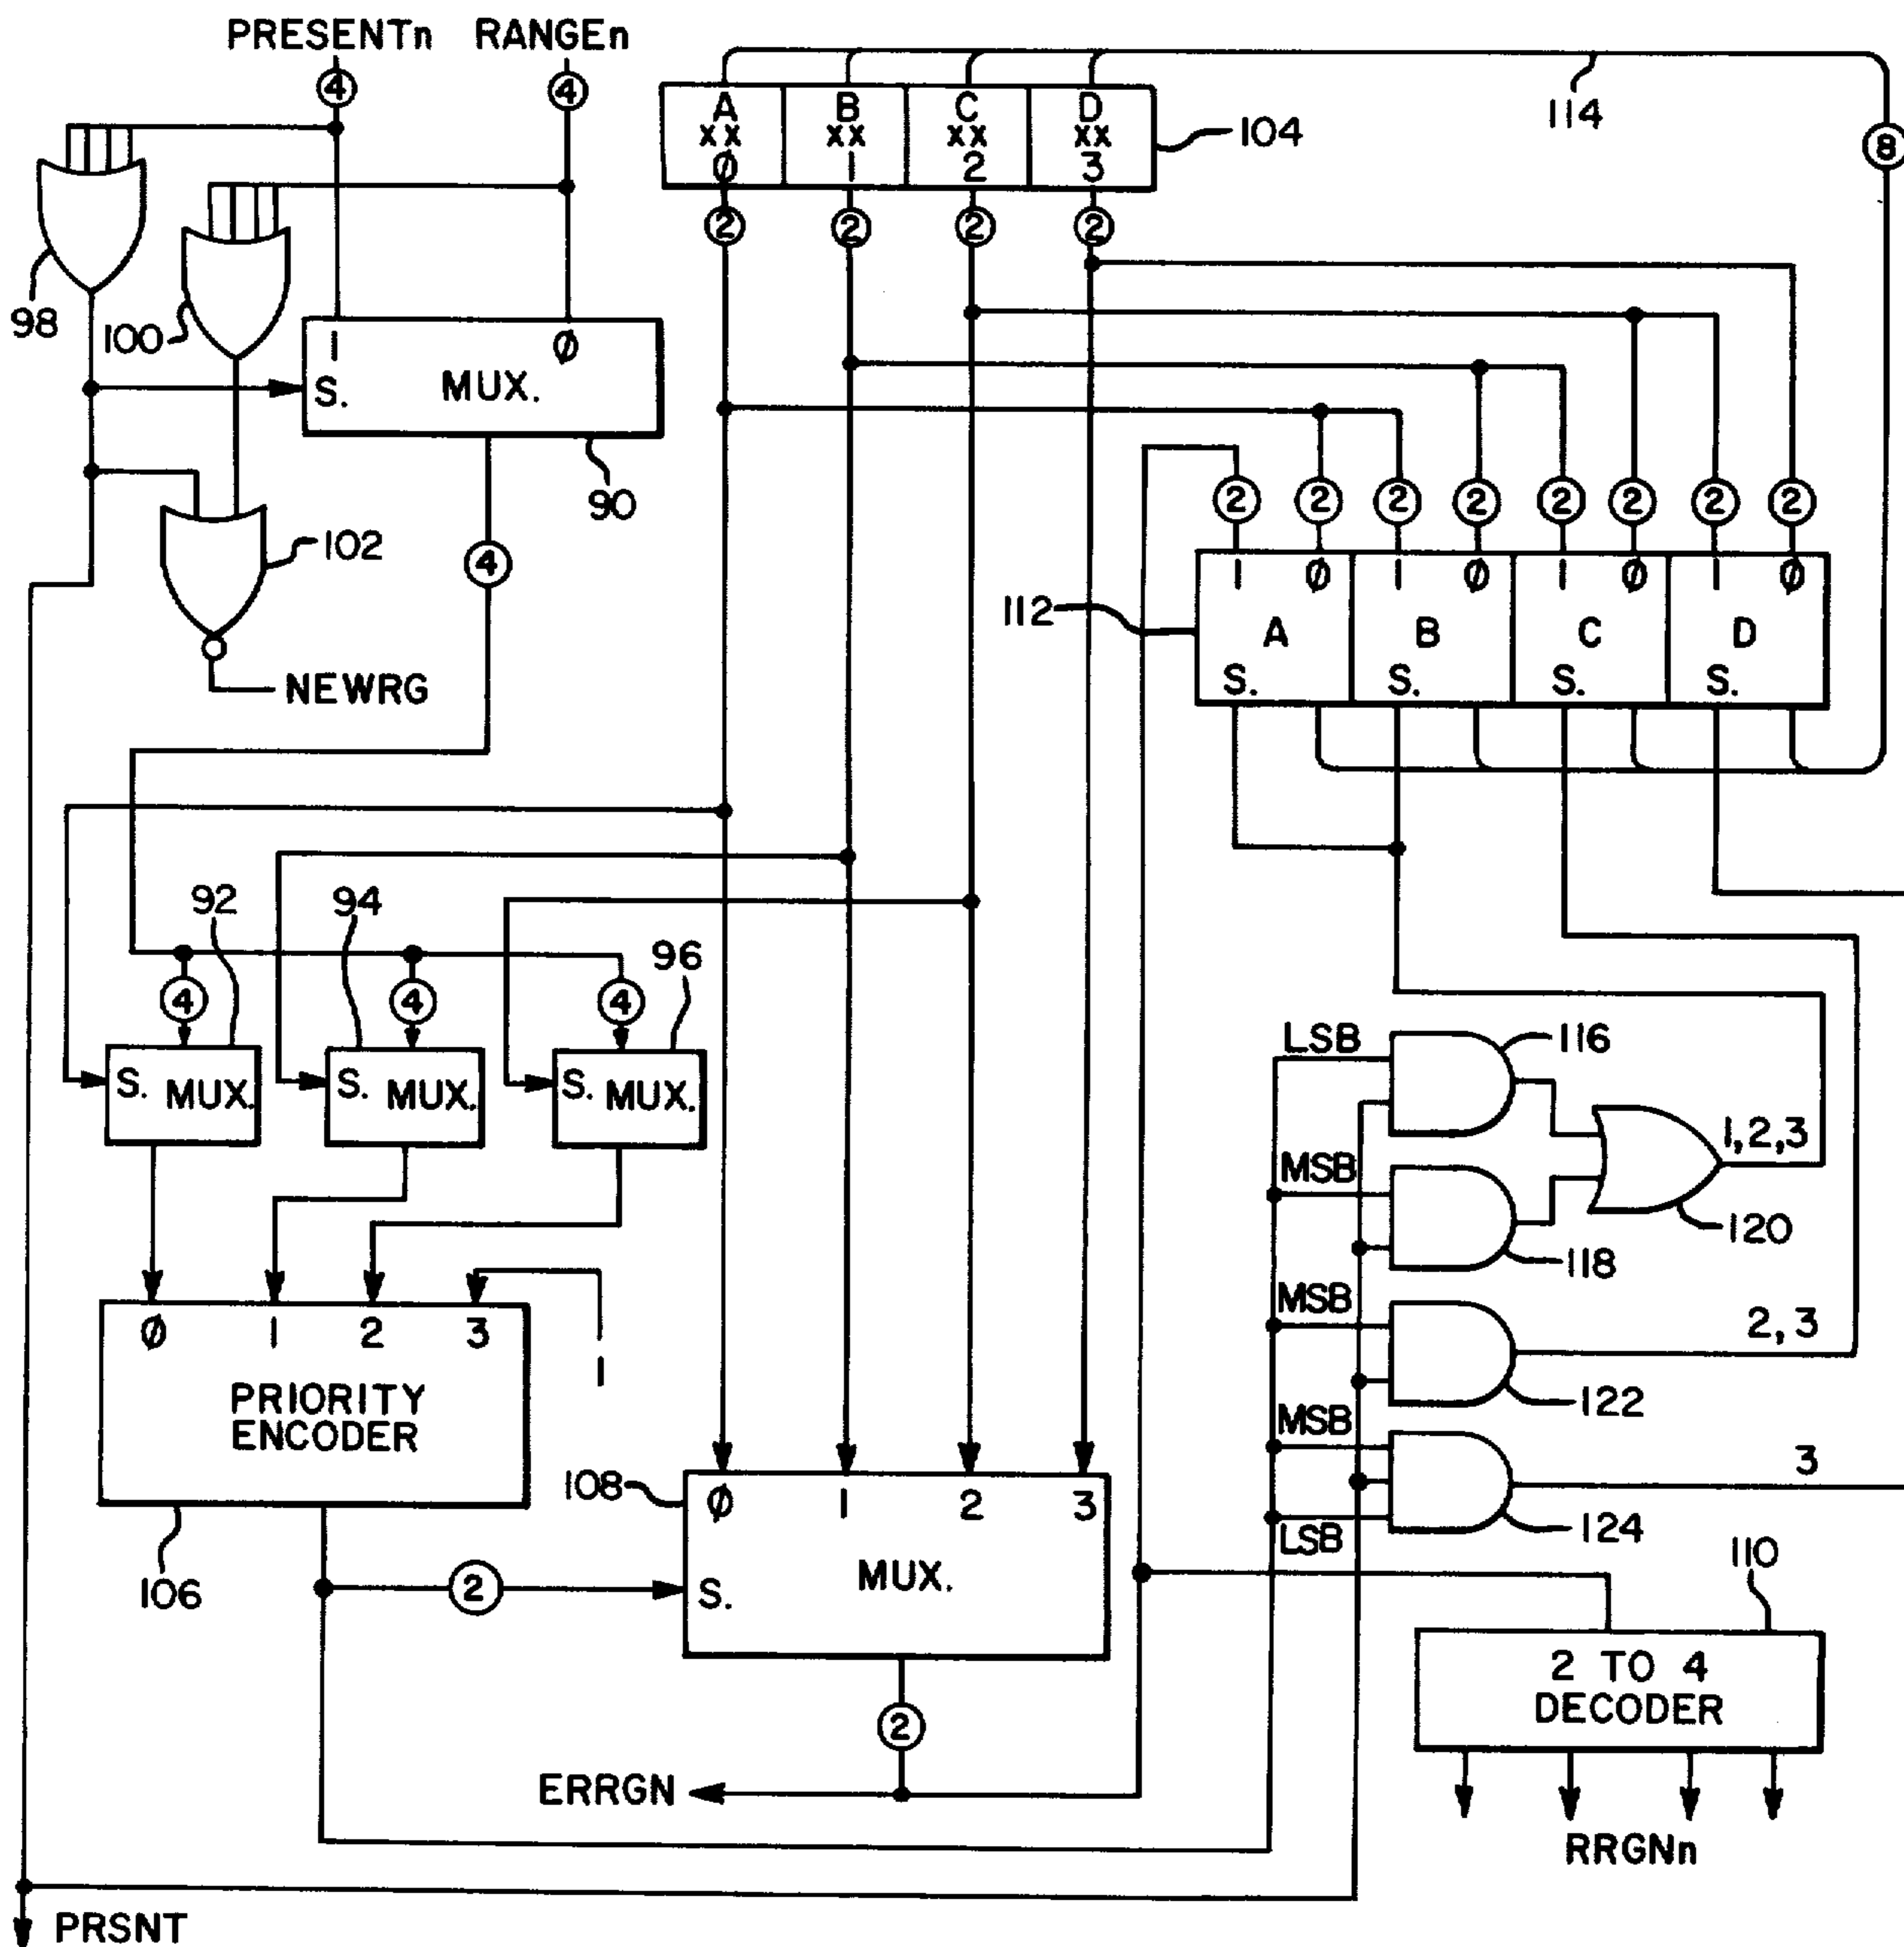 PRESENTn RANGEn
4 4
A B C D
xx xx xx xx
Ø 1 2 3
104
114
8
2 2 2 2
98
100
1 Ø
S. MUX.
90
102
4
NEWRG
2 2 2 2 2 2 2 2
1 Ø 1 Ø 1 Ø 1 Ø
112
A B C D
S. S. S. S.
92 94 96
4 4 4
S. MUX. S. MUX. S. MUX.
LSB 116
MSB 1,2,3
118 120
MSB 2, 3
122
MSB 3
LSB 124
Ø 1 2 3
1
PRIORITY
ENCODER
106
108
Ø 1 2 3
2
S. MUX.
110
2 TO 4
DECODER
2
ERRGN
RRGNn
PRSNT